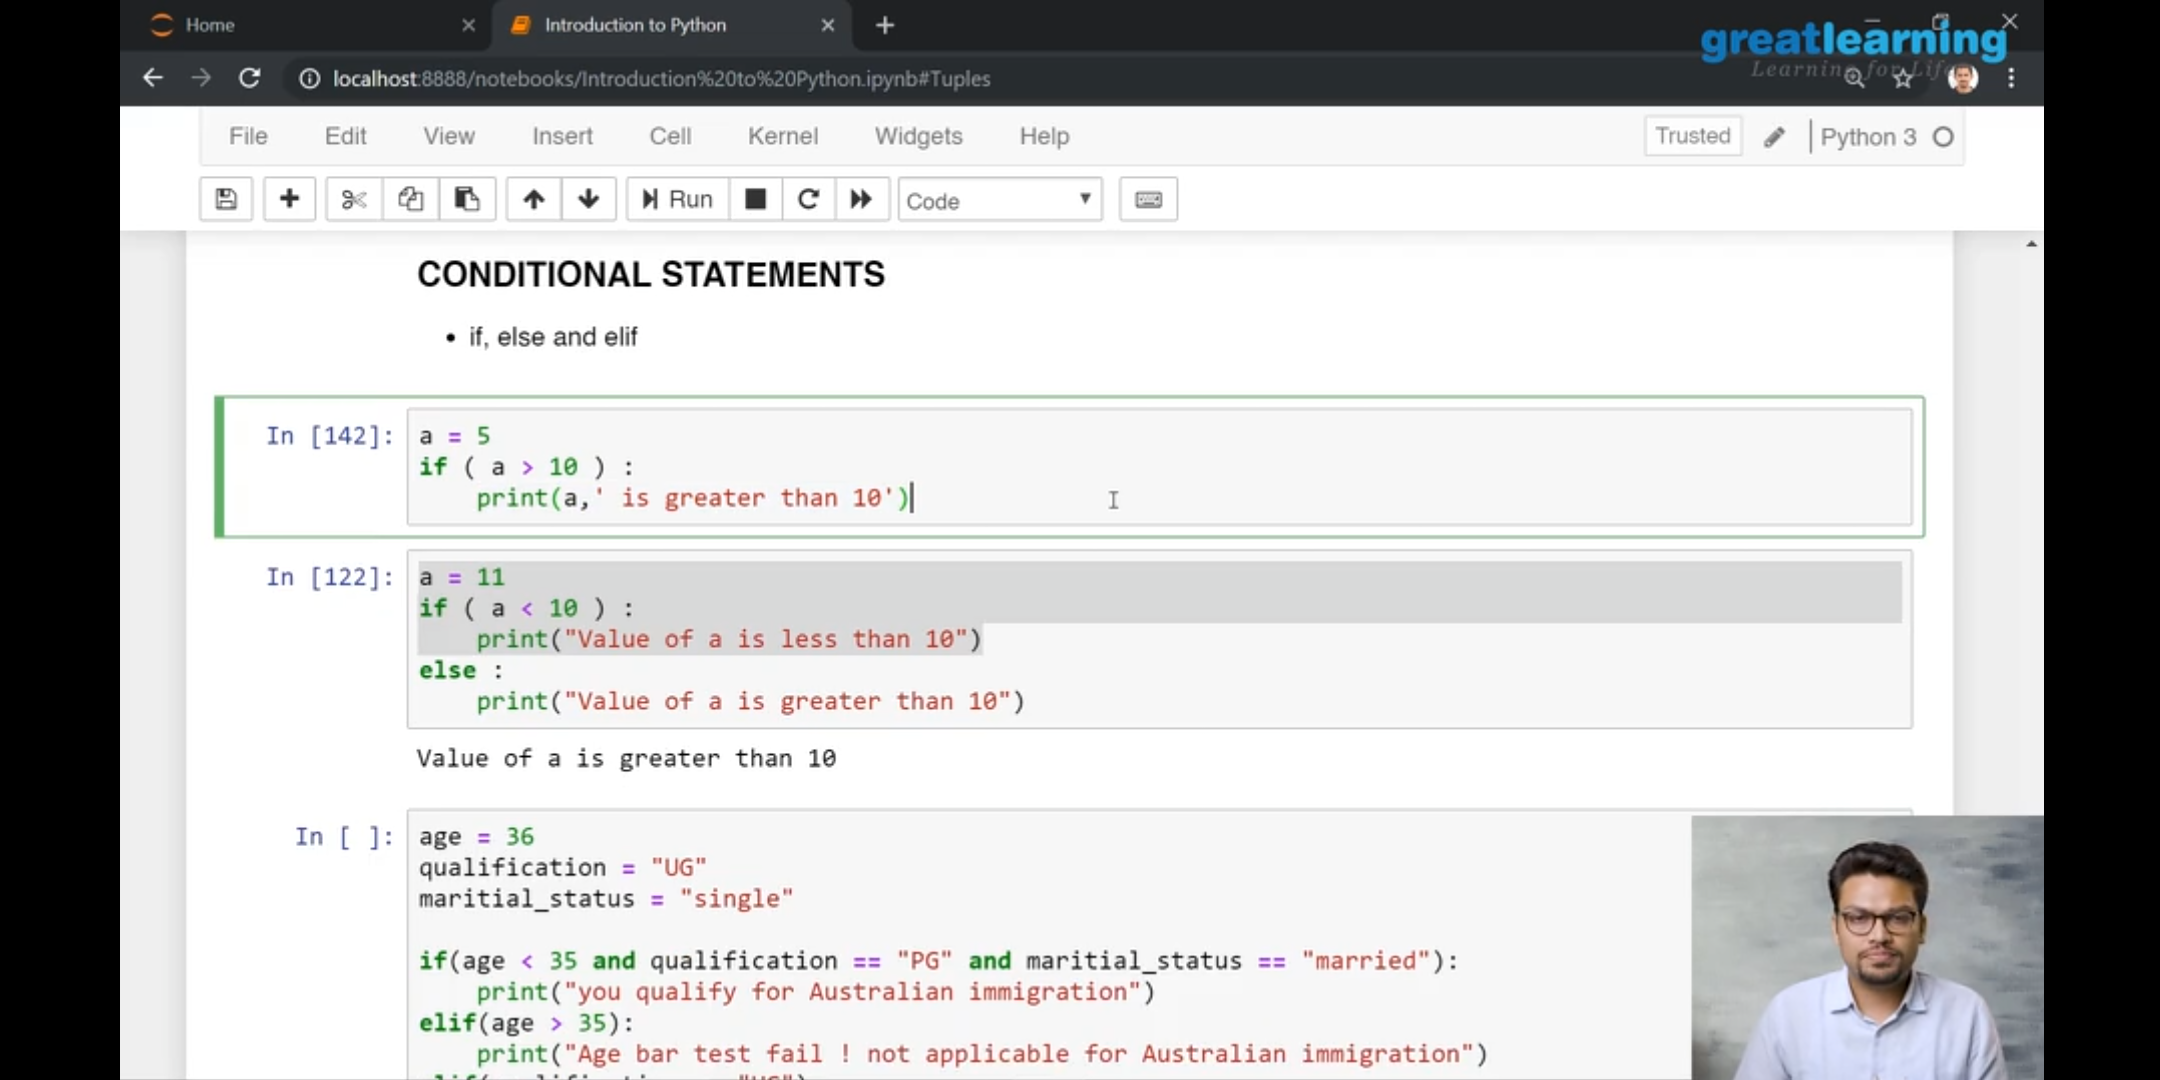 Home
Introduction to Python
greatlearning
Learning for Life
localhost:8888/notebooks/Introduction%20to%20Python.ipynb#Tuples
File Edit View Insert Cell Kernel Widgets Help Trusted Python 3
Run Code
CONDITIONAL STATEMENTS
• if, else and elif
In [142]: a = 5
if ( a > 10 ) :
    print(a,' is greater than 10')
In [122]: a = 11
if ( a < 10 ) :
    print("Value of a is less than 10")
else :
    print("Value of a is greater than 10")
Value of a is greater than 10
In [ ]: age = 36
qualification = "UG"
maritial_status = "single"
if(age < 35 and qualification == "PG" and maritial_status == "married"):
    print("you qualify for Australian immigration")
elif(age > 35):
    print("Age bar test fail ! not applicable for Australian immigration")